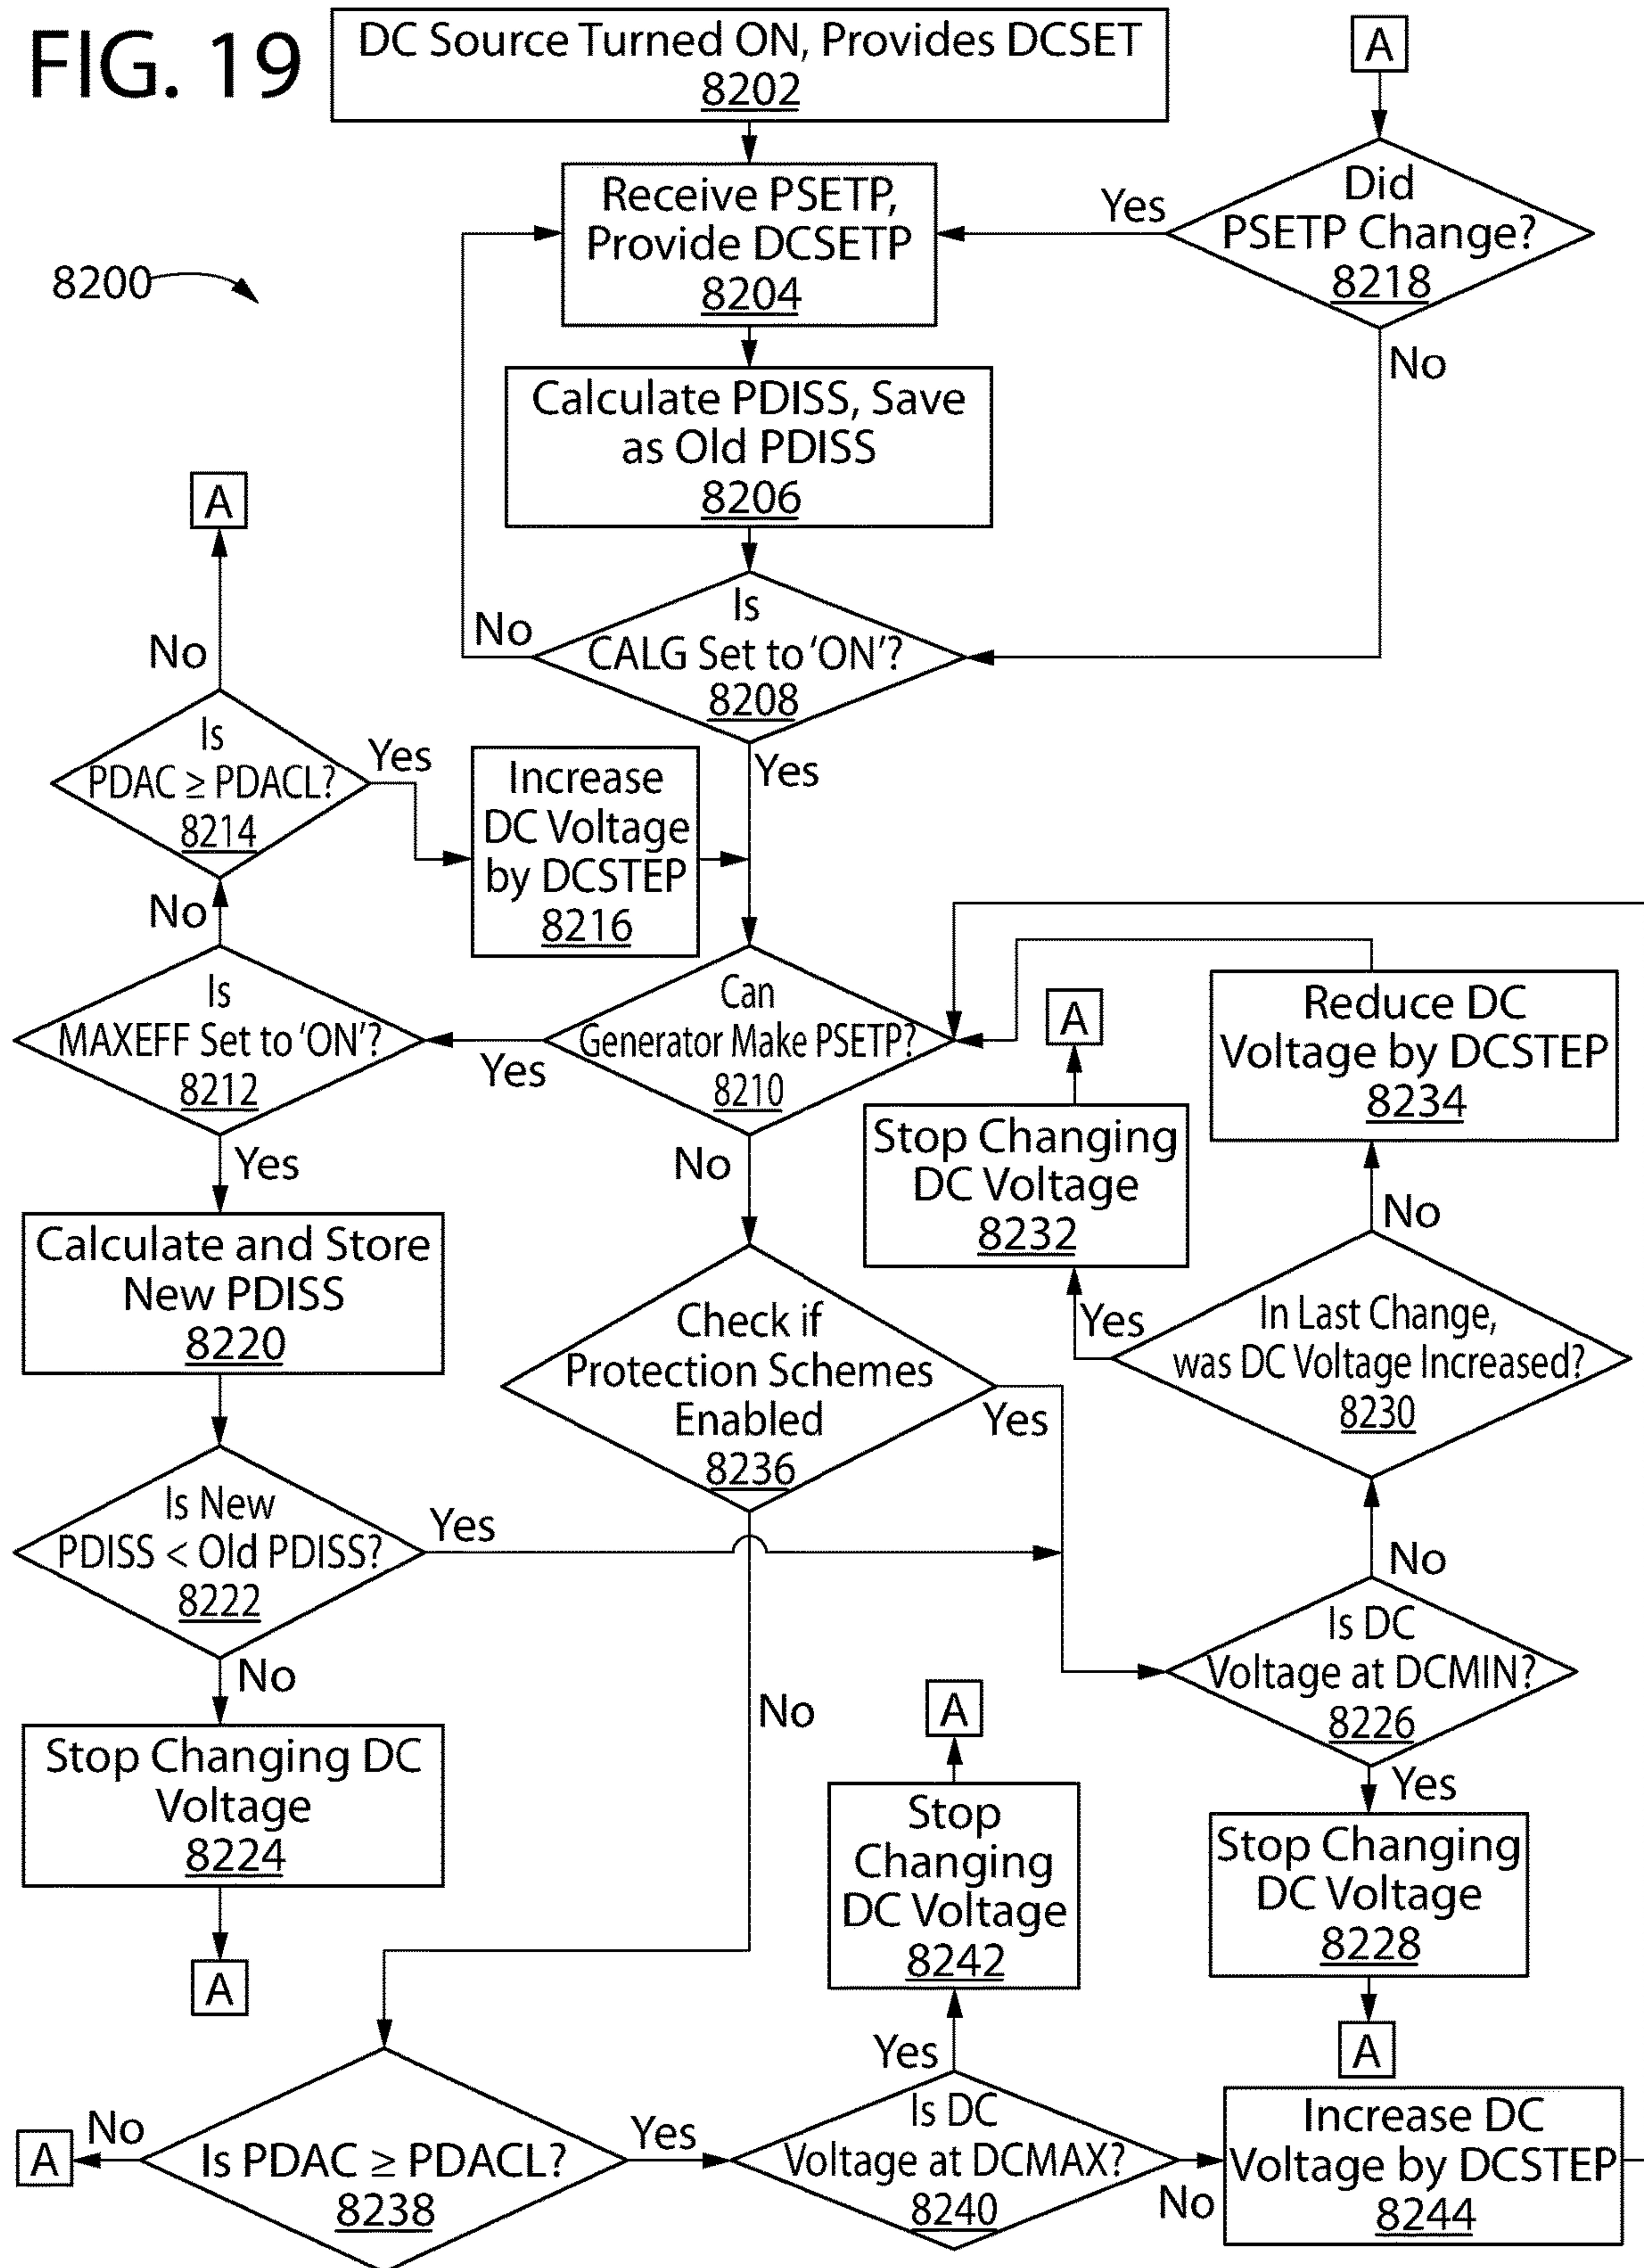 FIG. 19
DC Source Turned ON, Provides DCSET
8202
A
Receive PSETP,
Provide DCSETP
8204
Yes
Did
PSETP Change?
8218
No
8200
Calculate PDISS, Save
as Old PDISS
8206
A
No
Is
CALG Set to 'ON'?
8208
No
Yes
Is
PDAC ≥ PDACL?
8214
Yes
Increase
DC Voltage
by DCSTEP
8216
No
Is
MAXEFF Set to 'ON'?
8212
Yes
Can
Generator Make PSETP?
8210
A
Reduce DC
Voltage by DCSTEP
8234
Yes
No
Stop Changing
DC Voltage
8232
No
Calculate and Store
New PDISS
8220
Check if
Protection Schemes
Enabled
8236
Yes
Yes
In Last Change,
was DC Voltage Increased?
8230
Is New
PDISS < Old PDISS?
8222
Yes
No
No
No
Is DC
Voltage at DCMIN?
8226
Yes
Stop Changing DC
Voltage
8224
A
A
Stop
Changing
DC Voltage
8242
Stop Changing
DC Voltage
8228
A
Yes
A
No
Is PDAC ≥ PDACL?
8238
Yes
Is DC
Voltage at DCMAX?
8240
No
Increase DC
Voltage by DCSTEP
8244